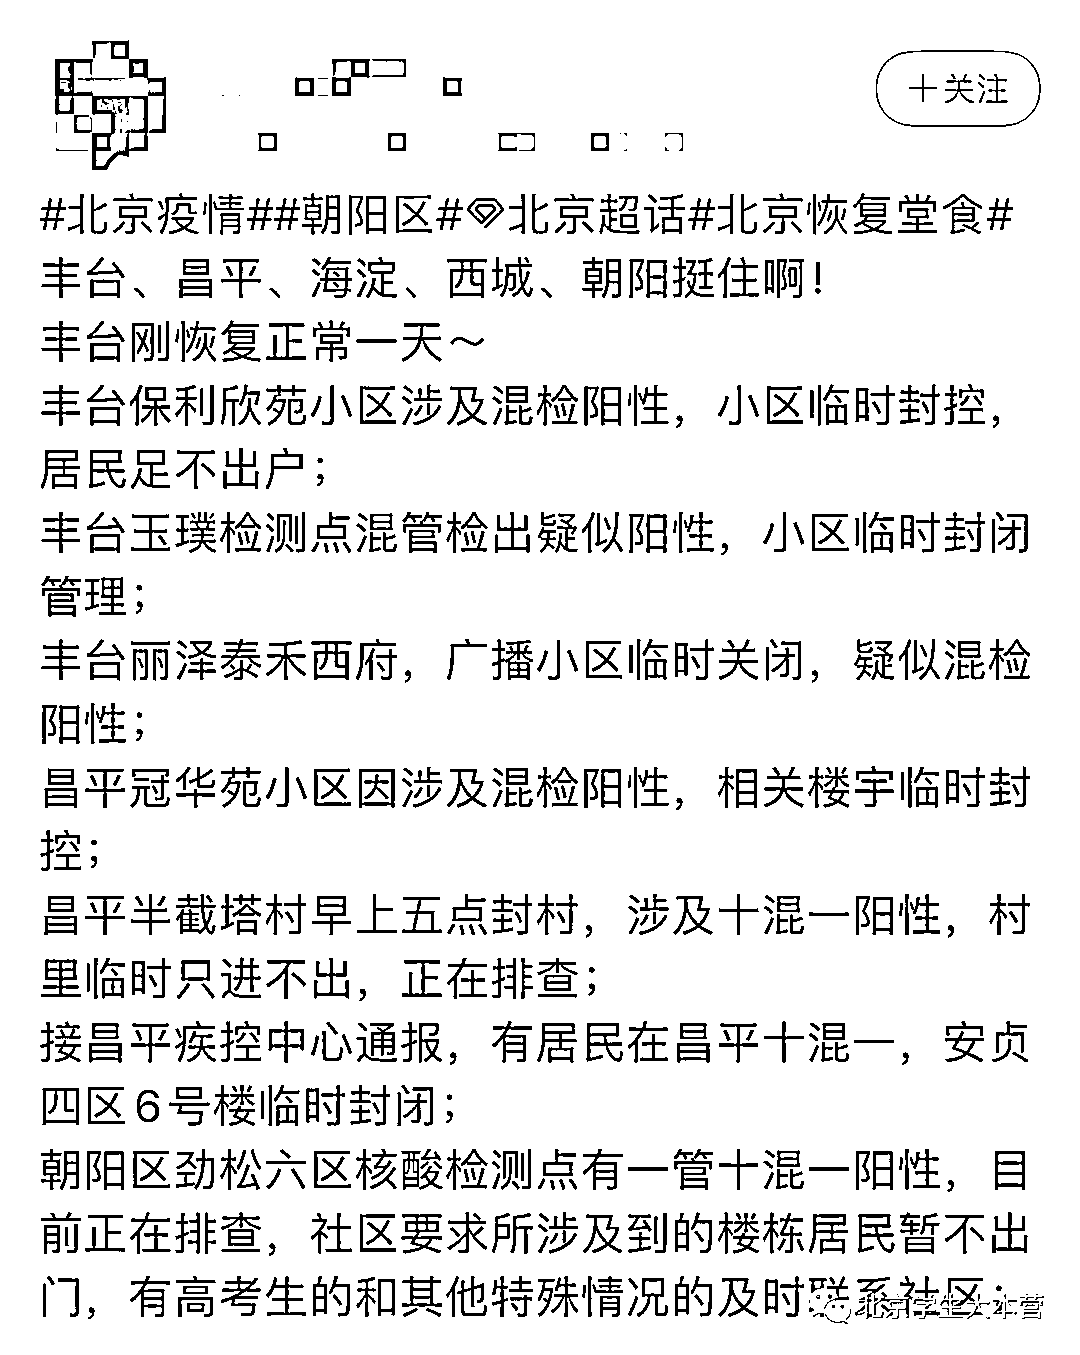 ＋关注
#北京疫情##朝阳区#北京超话#北京恢复堂食#
丰台、昌平、海淀、西城、朝阳挺住啊！
丰台刚恢复正常一天～
丰台保利欣苑小区涉及混检阳性，小区临时封控，
居民足不出户；
丰台玉璞检测点混管检出疑似阳性，小区临时封闭
管理；
丰台丽泽泰禾西府，广播小区临时关闭，疑似混检
阳性；
昌平冠华苑小区因涉及混检阳性，相关楼宇临时封
控；
昌平半截塔村早上五点封村，涉及十混一阳性，村
里临时只进不出，正在排查；
接昌平疾控中心通报，有居民在昌平十混一，安贞
四区6号楼临时封闭；
朝阳区劲松六区核酸检测点有一管十混一阳性，目
前正在排查，社区要求所涉及到的楼栋居民暂不出
门，有高考生的和其他特殊情况的及时联系社区；
北京学生大本营